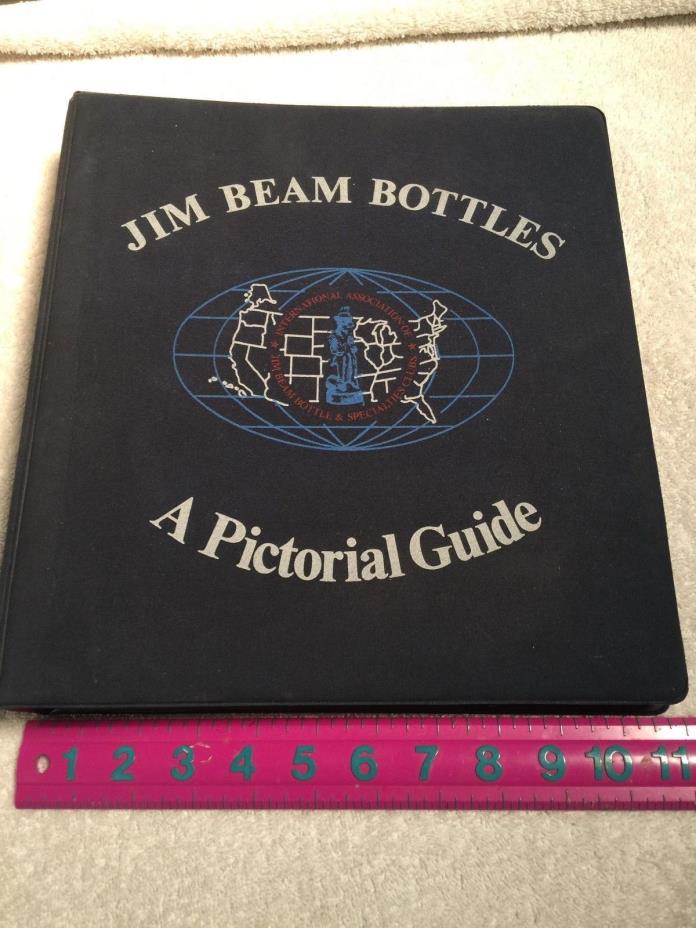 JIM BEAM BOTTLES
INTERNATIONAL ASSOCIATION OF
JIM BEAM BOTTLE & SPECIALTIES CLUBS
A Pictorial Guide
1 2 3 4 5 6 7 8 9 10 11